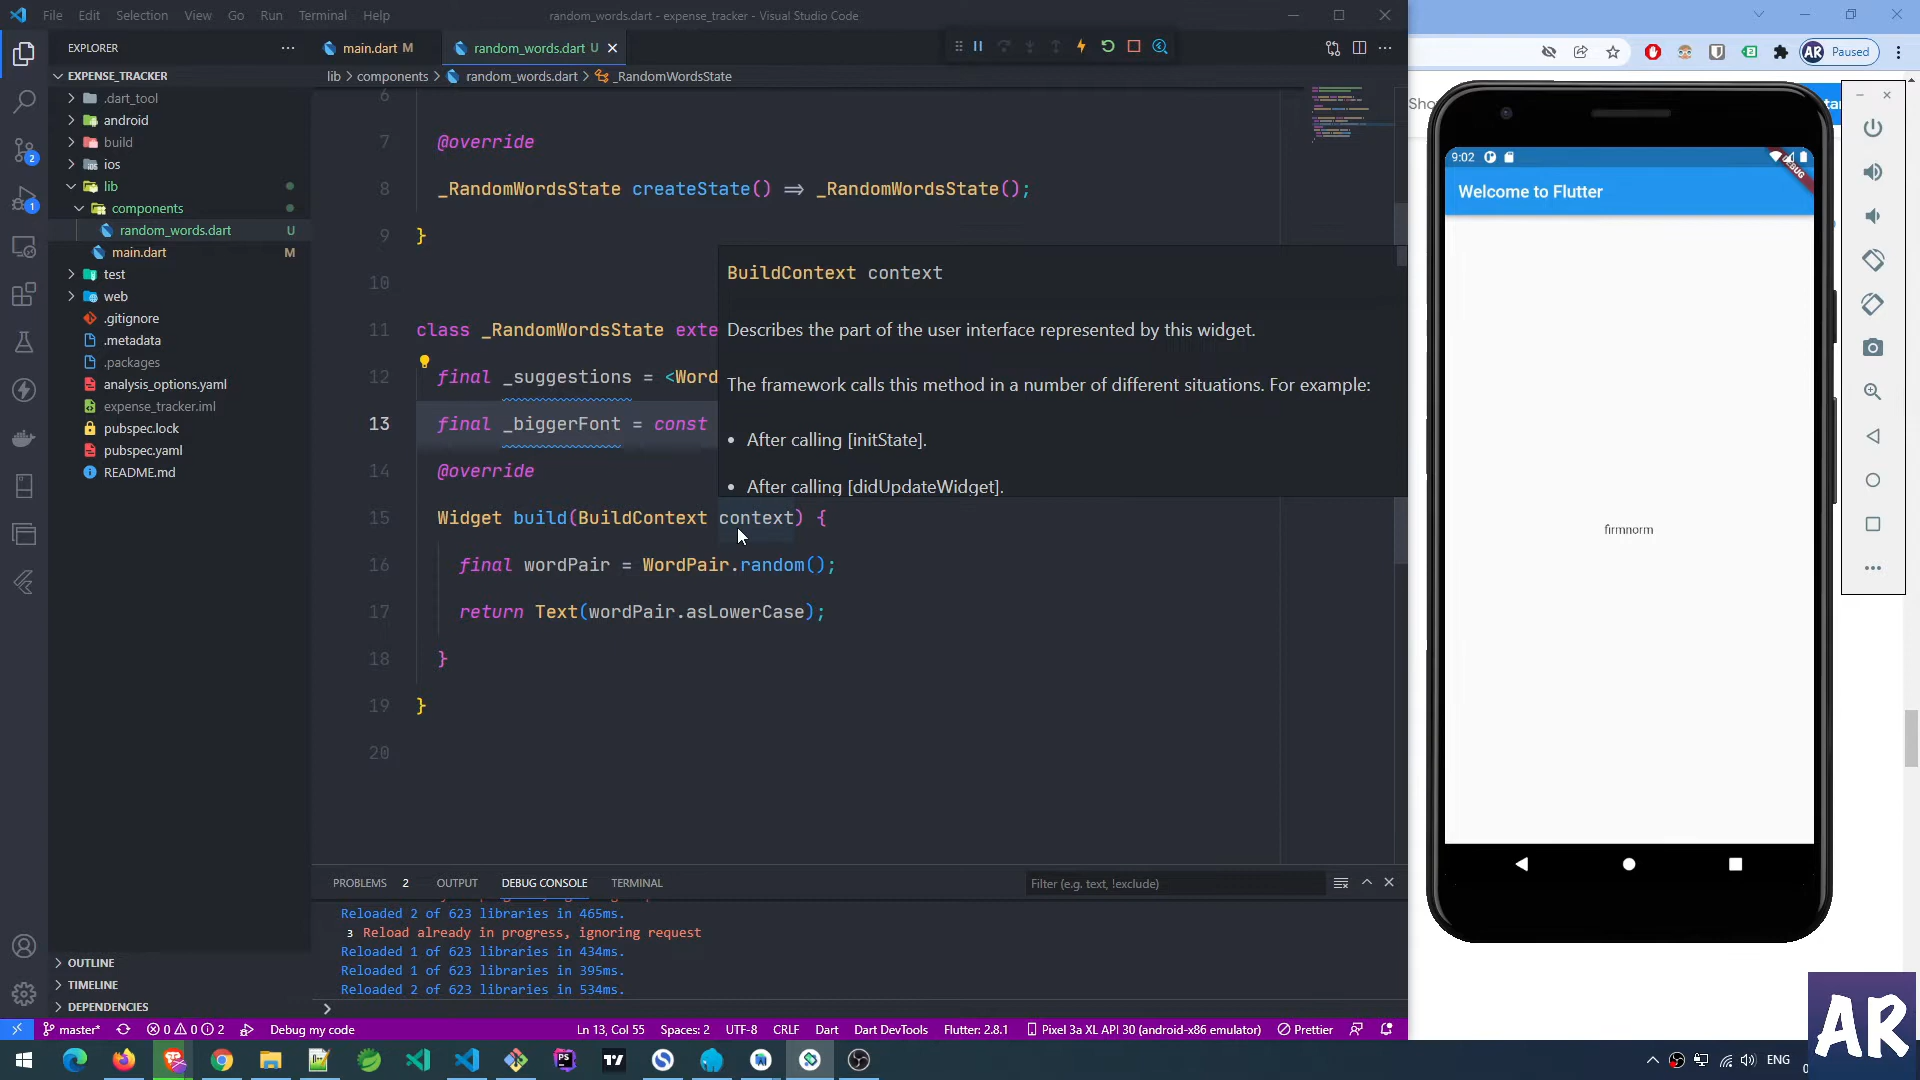 File Edit Selection View Go Run Terminal Help
random_words.dart - expense_tracker - Visual Studio Code
Paused
EXPLORER
main.dart M
random_words.dart U
EXPENSE_TRACKER
lib > components > random_words.dart > _RandomWordsState
.dart_tool
android
build
ios
lib
components
random_words.dart U
main.dart M
test
web
.gitignore
.metadata
.packages
analysis_options.yaml
expense_tracker.iml
pubspec.lock
pubspec.yaml
README.md
OUTLINE
TIMELINE
DEPENDENCIES
6
7 @override
8 _RandomWordsState createState() => _RandomWordsState();
9 }
10
11 class _RandomWordsState exte
12 final _suggestions = <Word
13 final _biggerFont = const
14 @override
15 Widget build(BuildContext context) {
16 final wordPair = WordPair.random();
17 return Text(wordPair.asLowerCase);
18 }
19 }
20
BuildContext context
Describes the part of the user interface represented by this widget.
The framework calls this method in a number of different situations. For example:
• After calling [initState].
• After calling [didUpdateWidget].
PROBLEMS 2 OUTPUT DEBUG CONSOLE TERMINAL
Filter (e.g. text, !exclude)
Reloaded 2 of 623 libraries in 465ms.
3 Reload already in progress, ignoring request
Reloaded 1 of 623 libraries in 434ms.
Reloaded 1 of 623 libraries in 395ms.
Reloaded 2 of 623 libraries in 534ms.
master* 0 0 2 Debug my code
Ln 13, Col 55 Spaces: 2 UTF-8 CRLF Dart Dart DevTools Flutter: 2.8.1 Pixel 3a XL API 30 (android-x86 emulator) Prettier
9:02
DEBUG
Welcome to Flutter
firmnorm
AR
ENG
AR